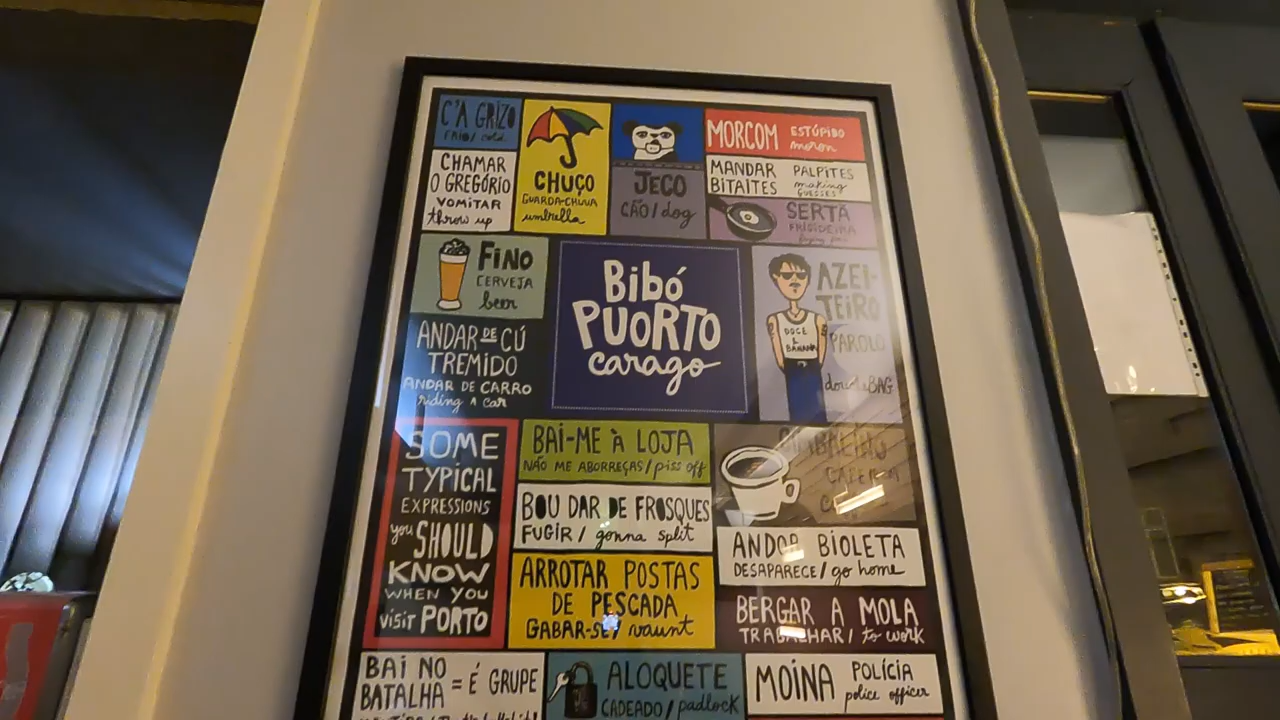 C'A GRIZO
FRIO/ cold
CHAMAR
O GREGÓRIO
VOMITAR
throw up
CHUÇO
GUARDA-CHUVA
umbrella
JECO
CÃO/dog
MORCOM ESTÚPIDO
moron
MANDAR BITAITES
PALPITES
making
GUESSES
SERTÃ
FRIGIDEIRA
frying pan
FINO
CERVEJA
beer
ANDAR DE CÚ
TREMIDO
ANDAR DE CARRO
riding A car
Bibó
PUORTO
carago
AZEI-
TEIRO
DOCE
&
BANANA
PAROLO
doucheBAG
SOME
TYPICAL
EXPRESSIONS
you SHOULD
KNOW
WHEN YOU
visit PORTO
BAI-ME À LOJA
NÃO ME ABORREÇAS/piss off
BOU DAR DE FROSQUES
FUGIR / gonna split
ARROTAR POSTAS
DE PESCADA
GABAR-SE/ vaunt
ANDOR BIOLETA
DESAPARECE/go home
BERGAR A MOLA
TRABALHAR/ to work
BAI NO
BATALHA = É GRUPE
ALOQUETE
CADEADO/padlock
MOINA POLÍCIA
police officer